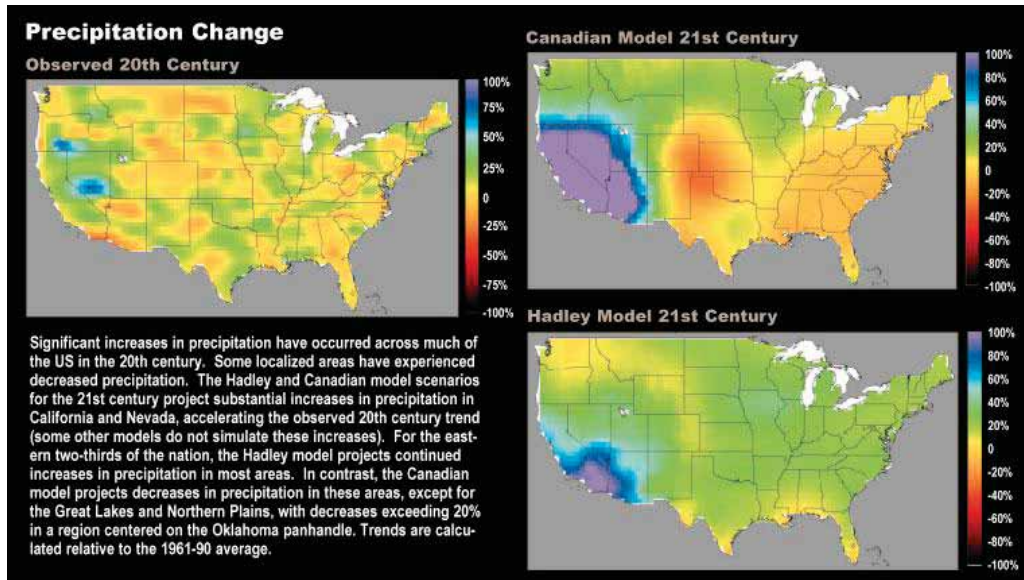 Precipitation Change
Observed 20th Century
100%
75%
50%
25%
0
-25%
-50%
-75%
-100%
Significant increases in precipitation have occurred across much of
the US in the 20th century. Some localized areas have experienced
decreased precipitation. The Hadley and Canadian model scenarios
for the 21st century project substantial increases in precipitation in
California and Nevada, accelerating the observed 20th century trend
(some other models do not simulate these increases). For the east-
ern two-thirds of the nation, the Hadley model projects continued
increases in precipitation in most areas. In contrast, the Canadian
model projects decreases in precipitation in these areas, except for
the Great Lakes and Northern Plains, with decreases exceeding 20%
in a region centered on the Oklahoma panhandle. Trends are calcu-
lated relative to the 1961-90 average.
Canadian Model 21st Century
100%
80%
60%
40%
20%
0
-20%
-40%
-60%
-80%
-100%
Hadley Model 21st Century
100%
80%
60%
40%
20%
0
-20%
-40%
-60%
-80%
-100%